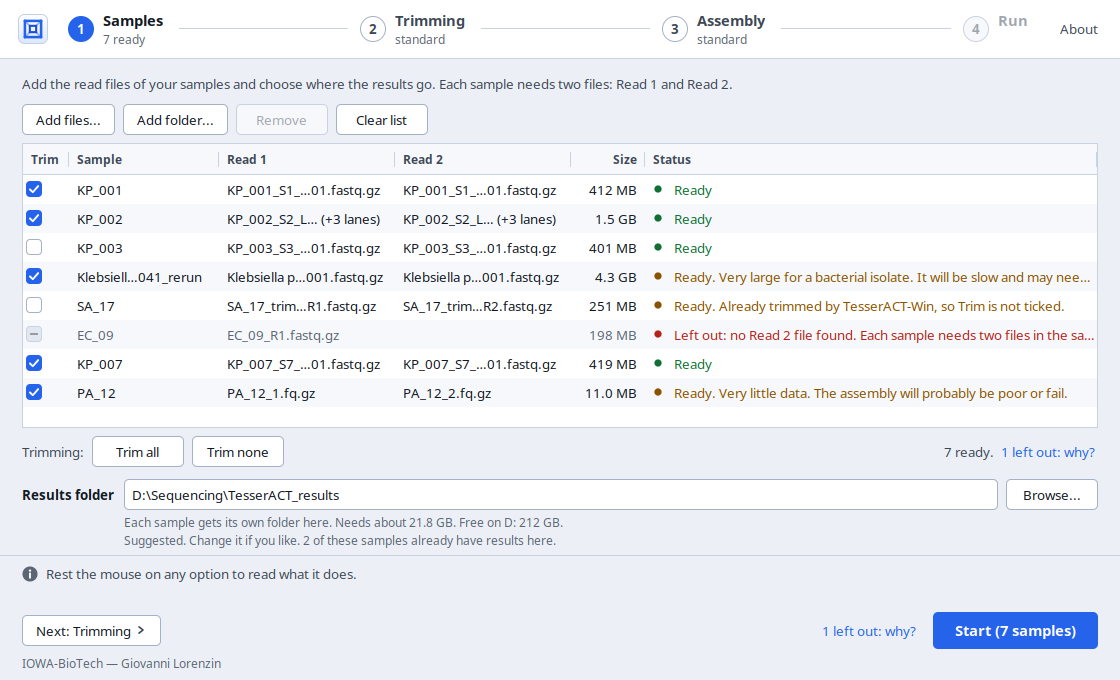 1 Samples 2 Trimming 3 Assembly 4 Run About
7 ready standard standard
Add the read files of your samples and choose where the results go. Each sample needs two files: Read 1 and Read 2.
Add files... Add folder... Remove Clear list
Trim Sample Read 1 Read 2 Size Status
KP_001 KP_001_S1_...01.fastq.gz KP_001_S1_...01.fastq.gz 412 MB Ready
KP_002 KP_002_S2_L... (+3 lanes) KP_002_S2_L... (+3 lanes) 1.5 GB Ready
KP_003 KP_003_S3_...01.fastq.gz KP_003_S3_...01.fastq.gz 401 MB Ready
Klebsiell...041_rerun Klebsiella p...001.fastq.gz Klebsiella p...001.fastq.gz 4.3 GB Ready. Very large for a bacterial isolate. It will be slow and may nee...
SA_17 SA_17_trim...R1.fastq.gz SA_17_trim...R2.fastq.gz 251 MB Ready. Already trimmed by TesserACT-Win, so Trim is not ticked.
EC_09 EC_09_R1.fastq.gz 198 MB Left out: no Read 2 file found. Each sample needs two files in the sa...
KP_007 KP_007_S7_...01.fastq.gz KP_007_S7_...01.fastq.gz 419 MB Ready
PA_12 PA_12_1.fq.gz PA_12_2.fq.gz 11.0 MB Ready. Very little data. The assembly will probably be poor or fail.
Trimming: Trim all Trim none 7 ready. 1 left out: why?
Results folder D:\Sequencing\TesserACT_results Browse...
Each sample gets its own folder here. Needs about 21.8 GB. Free on D: 212 GB.
Suggested. Change it if you like. 2 of these samples already have results here.
Rest the mouse on any option to read what it does.
Next: Trimming 1 left out: why? Start (7 samples)
IOWA-BioTech — Giovanni Lorenzin